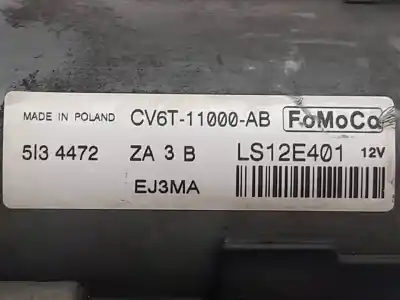 MADE IN POLAND CV6T-11000-AB FoMoCo
5I3 4472 ZA 3 B LS12E401 12V
EJ3MA